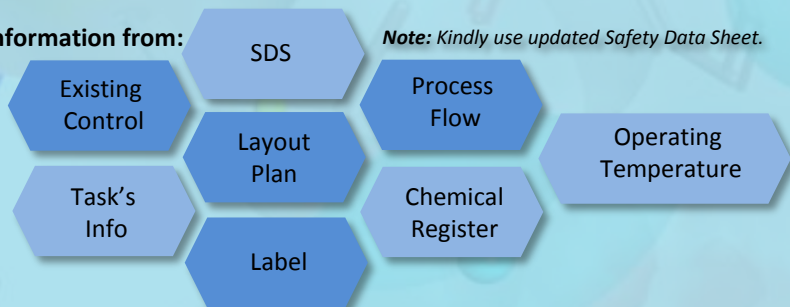 nformation from:
Note: Kindly use updated Safety Data Sheet.
SDS
Existing
Control
Process
Flow
Layout
Plan
Operating
Temperature
Task's
Info
Chemical
Register
Label